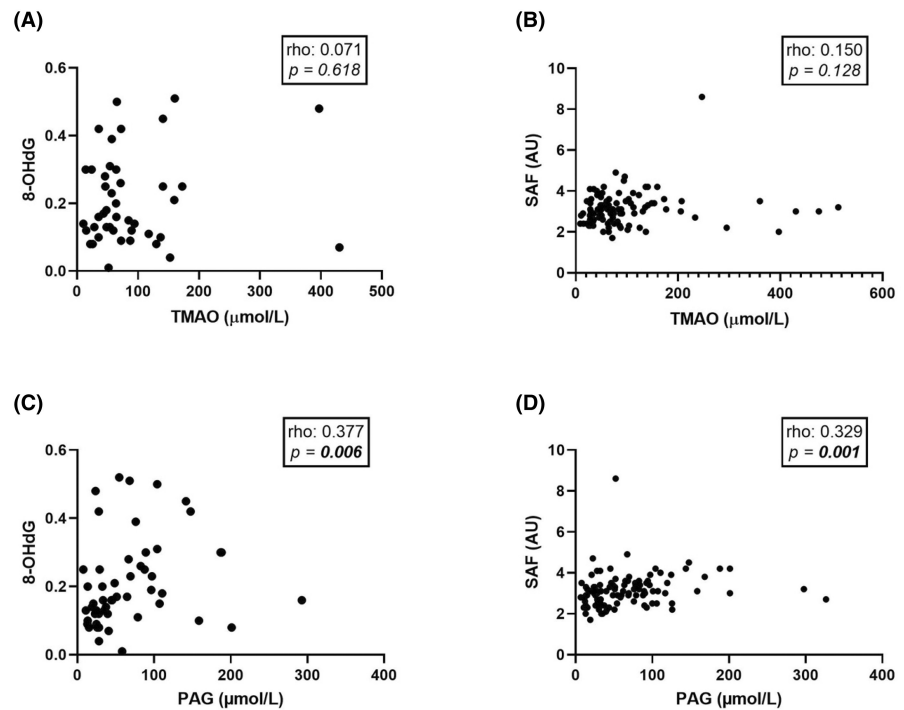 (A)
rho: 0.071
p = 0.618
0.6
0.4
0.2
0.0
8-OHdG
0 100 200 300 400 500
TMAO (μmol/L)
(B)
rho: 0.150
p = 0.128
10
8
6
4
2
0
SAF (AU)
0 200 400 600
TMAO (μmol/L)
(C)
rho: 0.377
p = 0.006
0.6
0.4
0.2
0.0
8-OHdG
0 100 200 300 400
PAG (μmol/L)
(D)
rho: 0.329
p = 0.001
10
8
6
4
2
0
SAF (AU)
0 100 200 300 400
PAG (μmol/L)